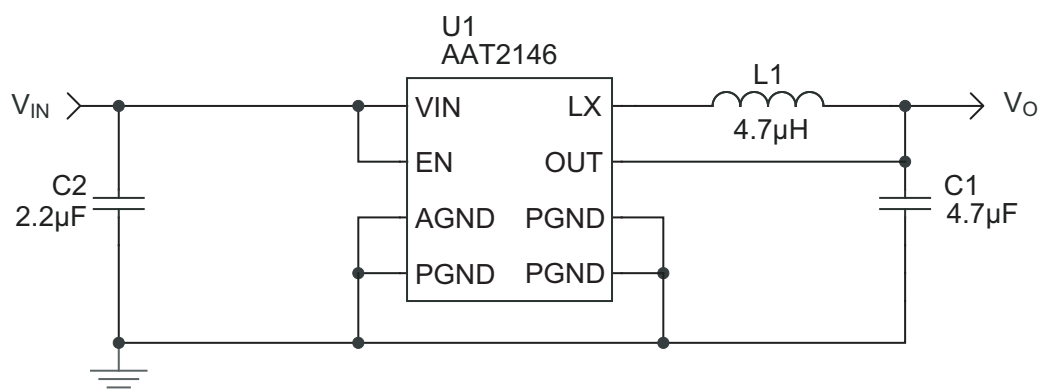 U1
AAT2146
V_IN
VIN
LX
L1
4.7µH
V_O
EN
OUT
C2
2.2µF
C1
4.7µF
AGND
PGND
PGND
PGND